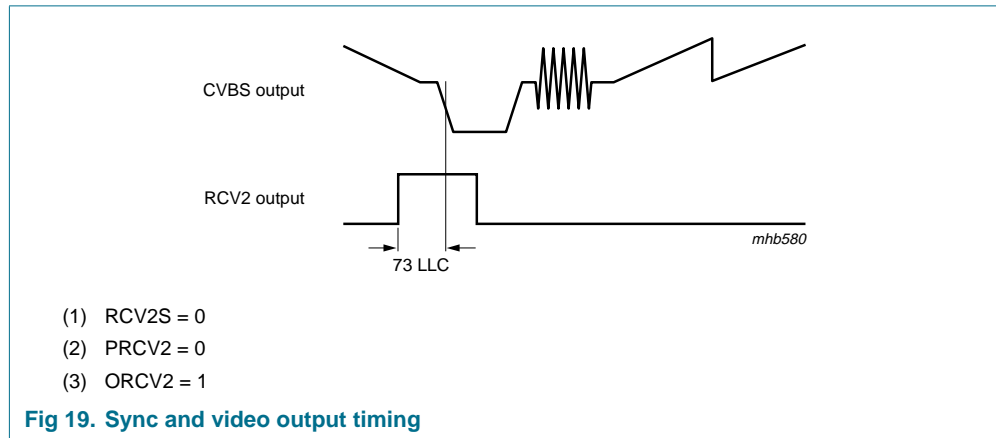 CVBS output
RCV2 output
mhb580
73 LLC
(1) RCV2S = 0
(2) PRCV2 = 0
(3) ORCV2 = 1
Fig 19. Sync and video output timing